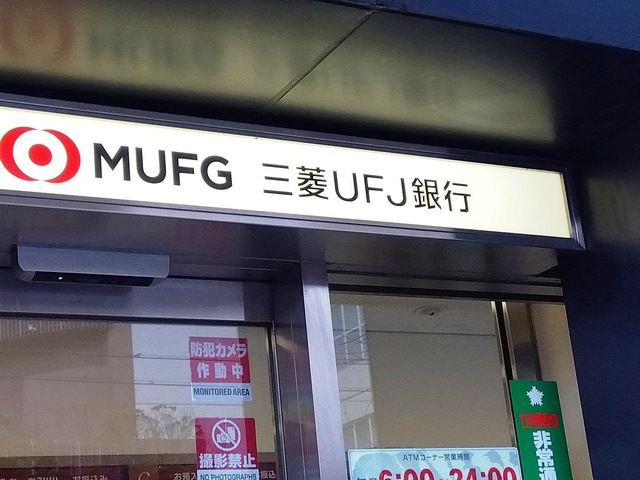 MUFG 三菱UFJ銀行
防犯カメラ
作動中
MONITORED AREA
撮影禁止
NO PHOTOGRAPHS
ATMコーナー営業時間
6:00 24:00
非常通